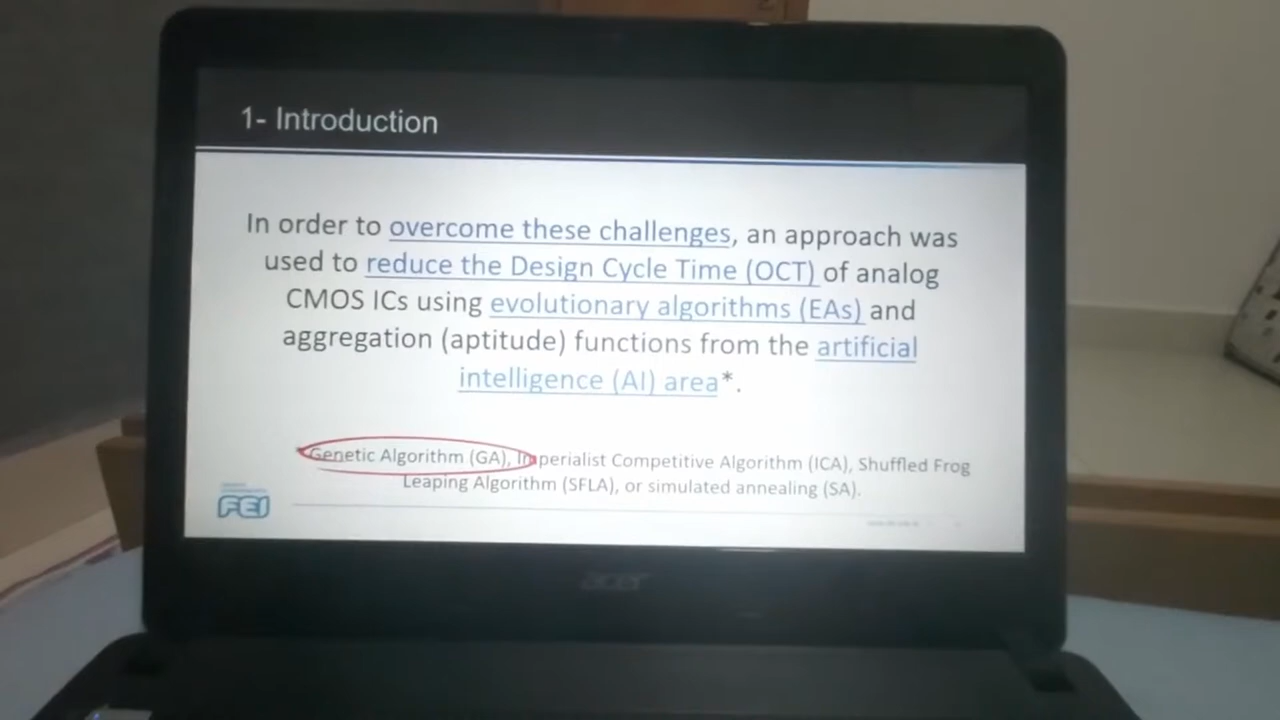 1- Introduction
In order to overcome these challenges, an approach was
used to reduce the Design Cycle Time (OCT) of analog
CMOS ICs using evolutionary algorithms (EAs) and
aggregation (aptitude) functions from the artificial
intelligence (AI) area*.
Genetic Algorithm (GA), Imperialist Competitive Algorithm (ICA), Shuffled Frog
Leaping Algorithm (SFLA), or simulated annealing (SA).
FEI
acer